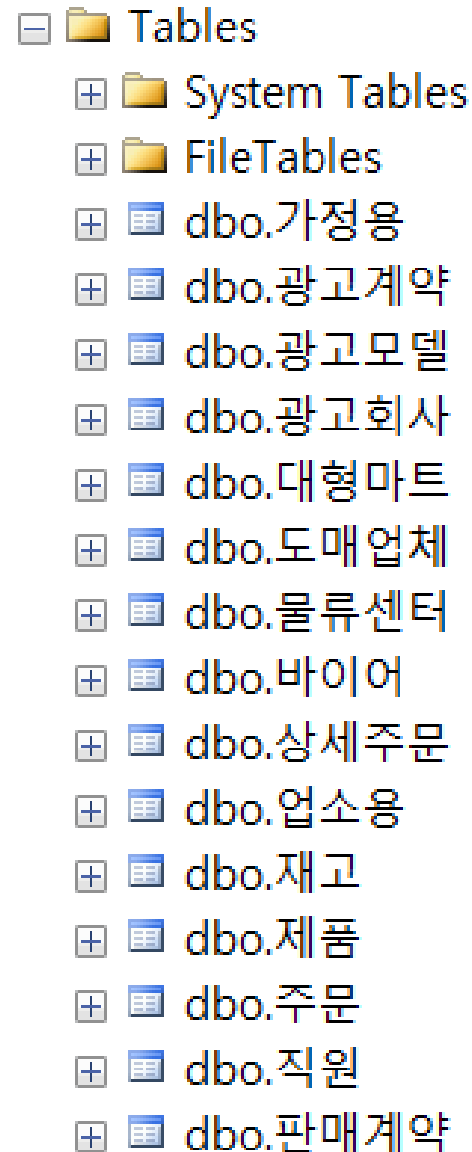 Tables
System Tables
FileTables
dbo.가정용
dbo.광고계약
dbo.광고모델
dbo.광고회사
dbo.대형마트
dbo.도매업체
dbo.물류센터
dbo.바이어
dbo.상세주문
dbo.업소용
dbo.재고
dbo.제품
dbo.주문
dbo.직원
dbo.판매계약